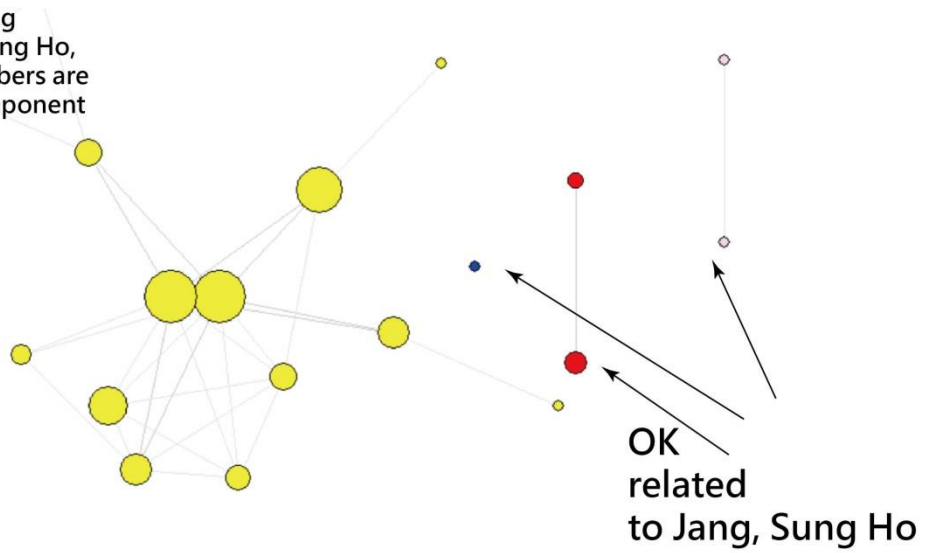 g
ng Ho,
bers are
ponent
OK
related
to Jang, Sung Ho